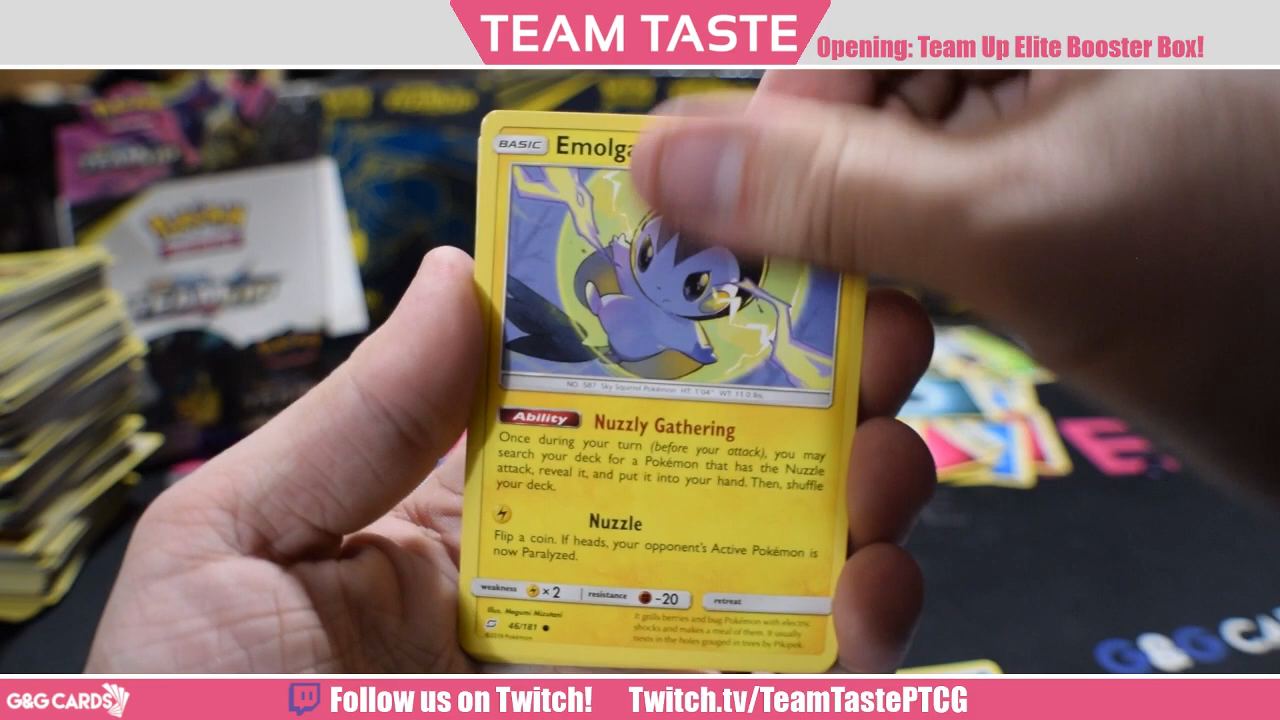 TEAM TASTE
Opening: Team Up Elite Booster Box!
BASIC Emolga
NO. 587 Sky Squirrel Pokémon HT: 1'04" WT: 11.0 lbs.
Ability Nuzzly Gathering
Once during your turn (before your attack), you may
search your deck for a Pokémon that has the Nuzzle
attack, reveal it, and put it into your hand. Then, shuffle
your deck.
Nuzzle
Flip a coin. If heads, your opponent's Active Pokémon is
now Paralyzed.
weakness ×2 resistance -20 retreat
Illus. Megumi Mizutani
46/181
©2019 Pokémon
It grills berries and bug Pokémon with electric
shocks and makes a meal of them. It usually
nests in the holes gouged in trees by Pikipek.
Pokémon
G&G CA
G&G CARDS
Follow us on Twitch! Twitch.tv/TeamTastePTCG